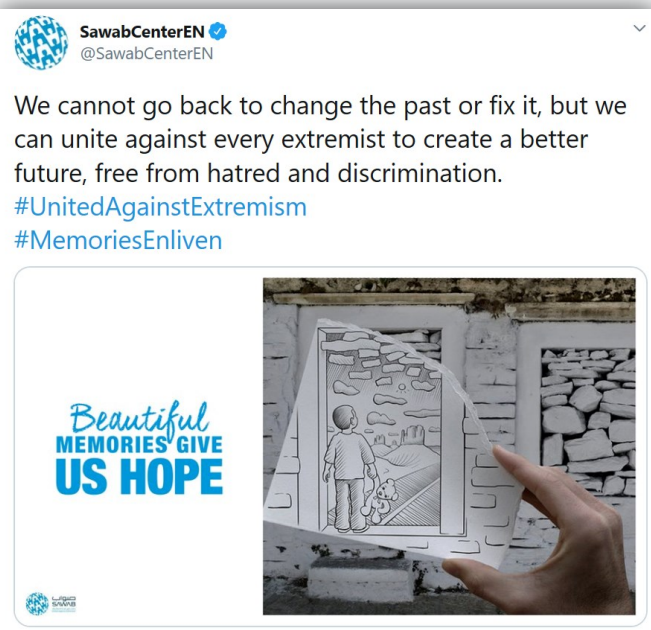 SawabCenterEN
@SawabCenterEN
We cannot go back to change the past or fix it, but we
can unite against every extremist to create a better
future, free from hatred and discrimination.
#UnitedAgainstExtremism
#MemoriesEnliven
Beautiful
MEMORIES GIVE
US HOPE
صواب
SAWAB